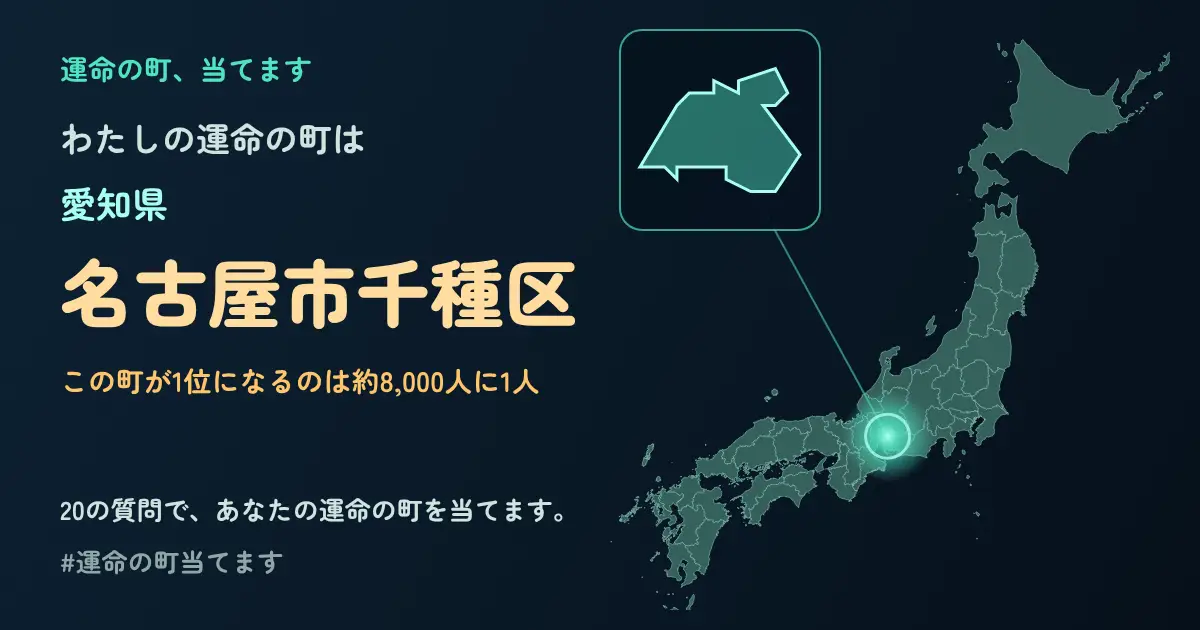 運命の町、当てます
わたしの運命の町は
愛知県
名古屋市千種区
この町が1位になるのは約8,000人に1人
20の質問で、あなたの運命の町を当てます。
#運命の町当てます